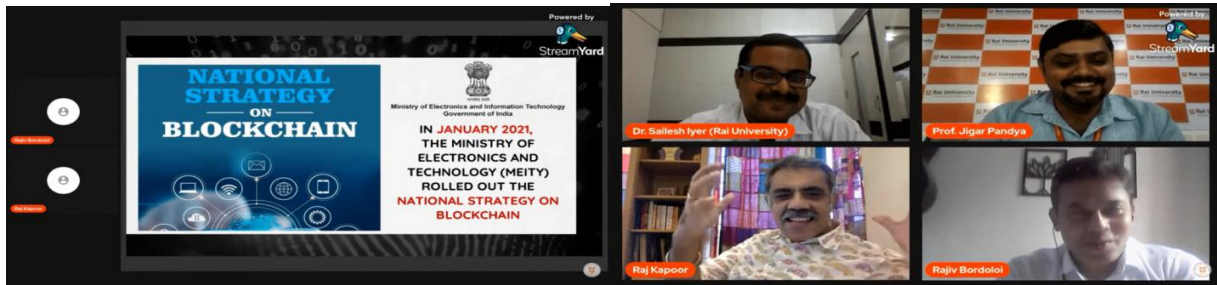 Powered by
StreamYard
NATIONAL
STRATEGY
ON
BLOCKCHAIN
Ministry of Electronics and Information Technology
Government of India
IN JANUARY 2021,
THE MINISTRY OF
ELECTRONICS AND
TECHNOLOGY (MEITY)
ROLLED OUT THE
NATIONAL STRATEGY ON
BLOCKCHAIN
Rajiv Bordoloi
Raj Kapoor
Powered by
StreamYard
Rai University
Dr. Sailesh Iyer (Rai University)
Prof. Jigar Pandya
Raj Kapoor
Rajiv Bordoloi